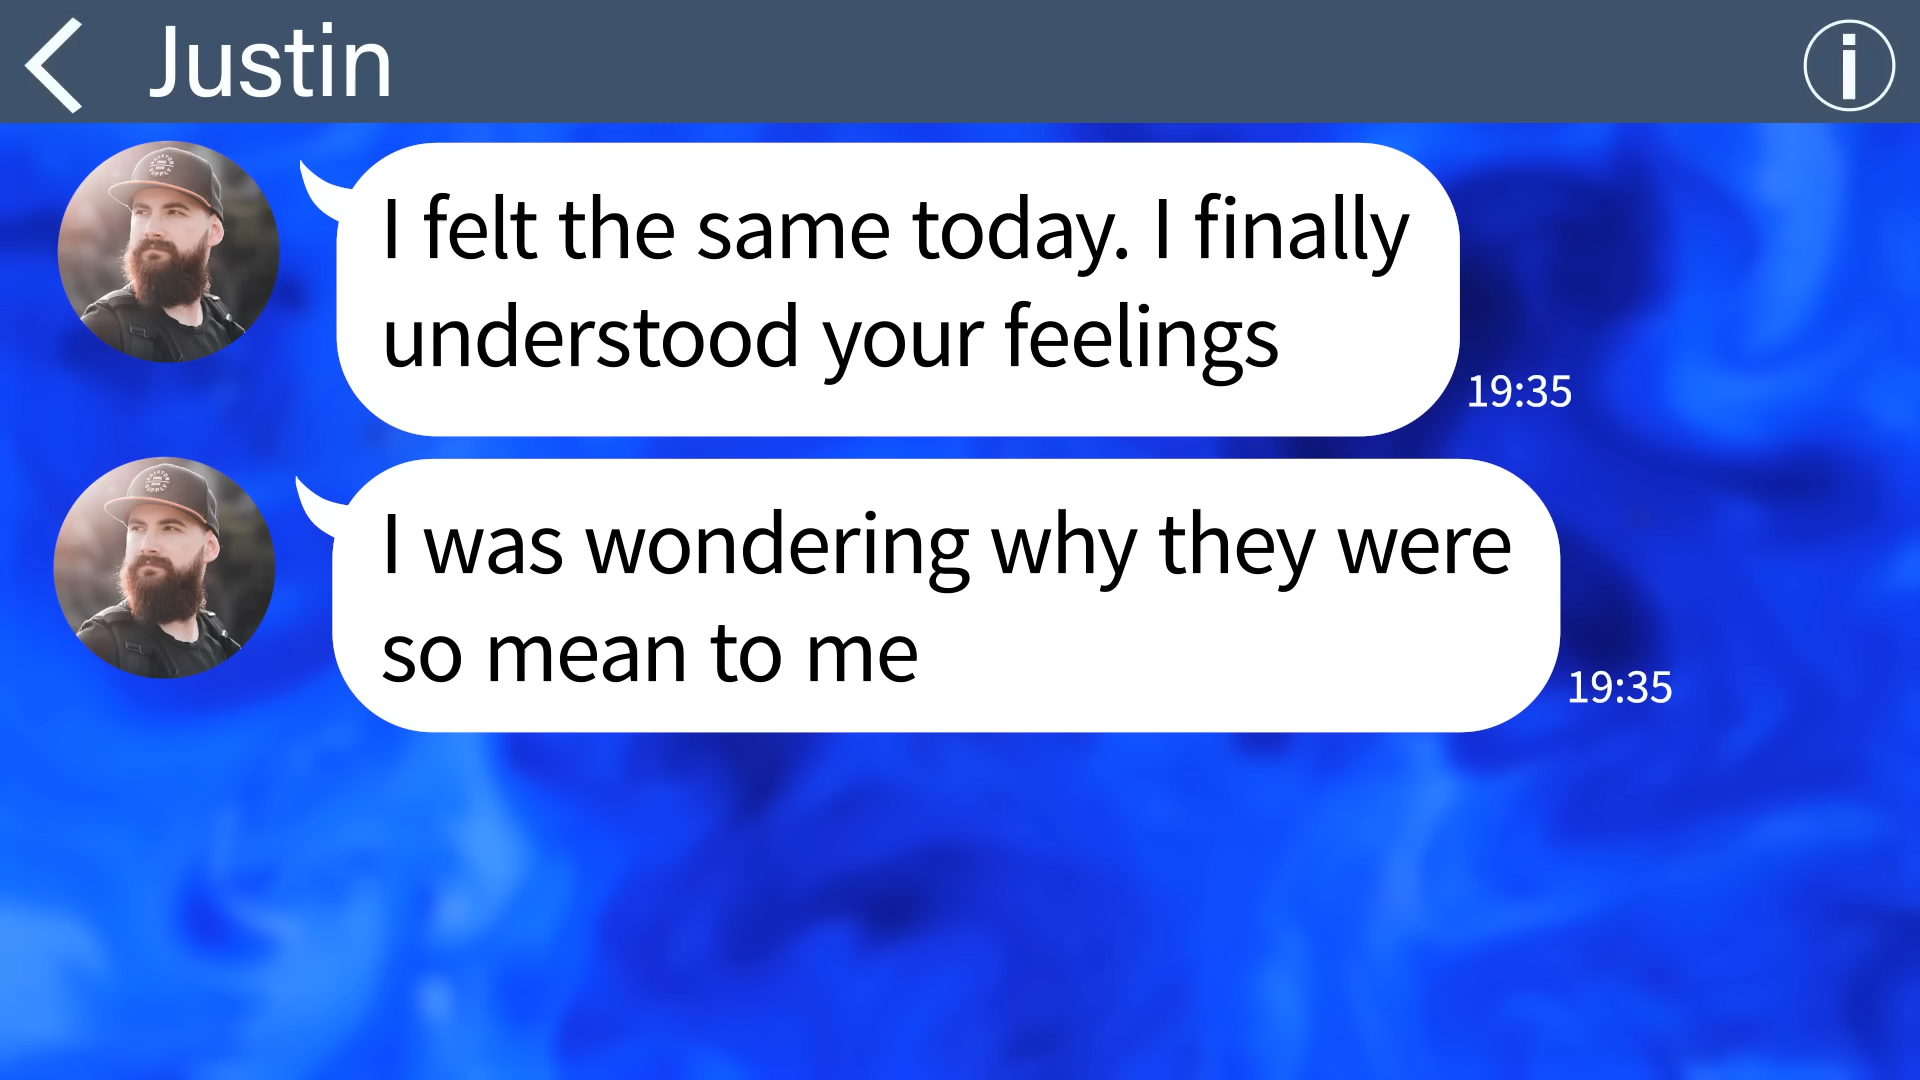 Justin
I felt the same today. I finally
understood your feelings
19:35
I was wondering why they were
so mean to me
19:35